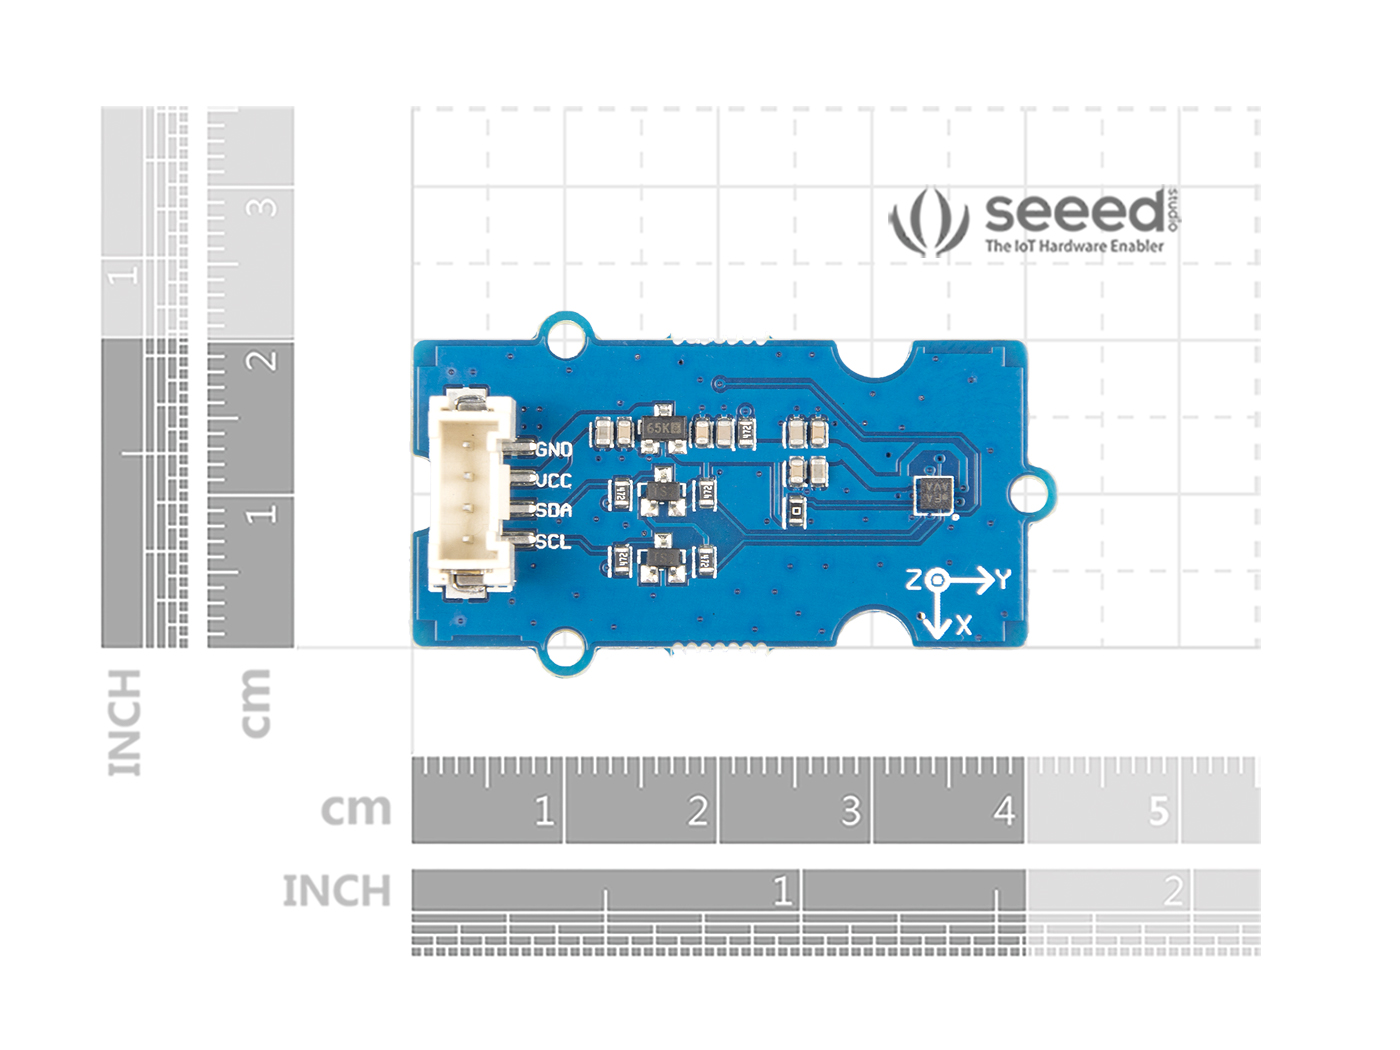 seeed
studio
The IoT Hardware Enabler
3
1
2
1
INCH
cm
65K
472
GND
VCC
SDA
SCL
472
472
472
472
Z
Y
X
cm
1
2
3
4
5
INCH
1
2